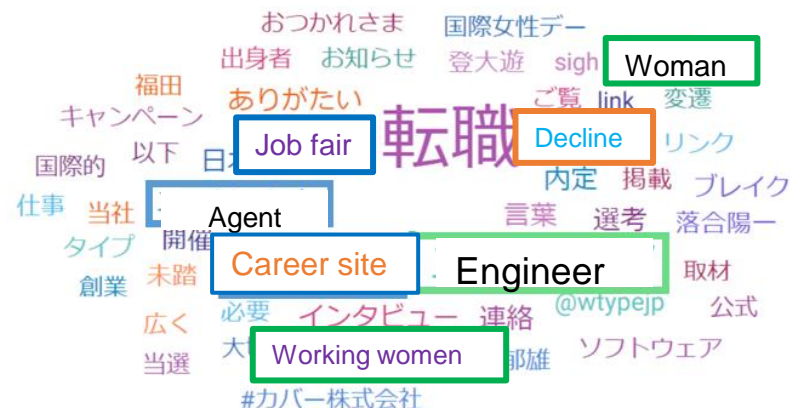 おつかれさま 国際女性デー
出身者 お知らせ 登大遊 sigh Woman
福田 ありがたい ご覧 link 変遷
キャンペーン Job fair 転職 Decline リンク
国際的 以下 内定 掲載 ブレイク
仕事 当社 Agent 言葉 選考 落合陽一
タイプ 開催
創業 未踏 Career site Engineer 取材
広く 必要 インタビュー 連絡 @wtypejp 公式
当選 Working women 郁雄 ソフトウェア
#カバー株式会社